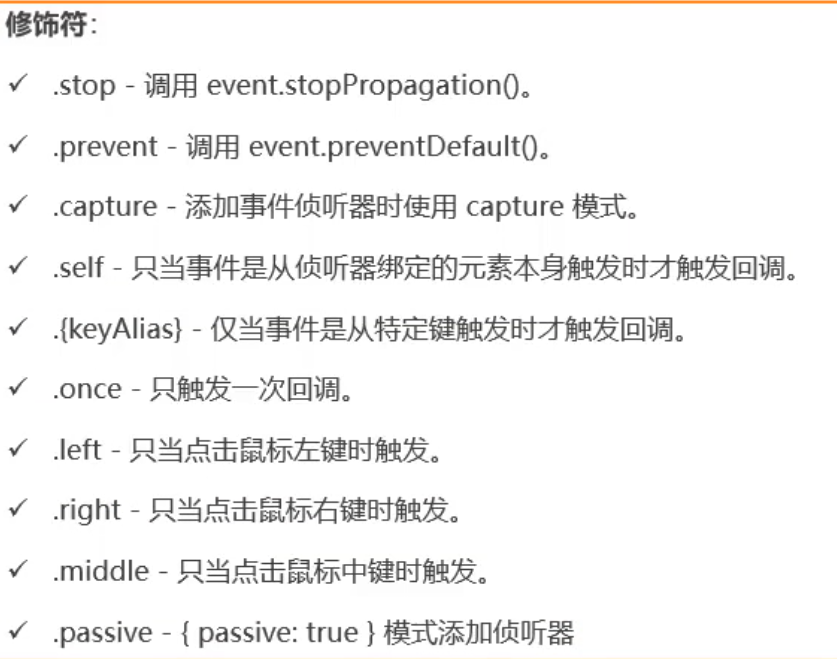 修饰符:
✓ .stop - 调用 event.stopPropagation()。
✓ .prevent - 调用 event.preventDefault()。
✓ .capture - 添加事件侦听器时使用 capture 模式。
✓ .self - 只当事件是从侦听器绑定的元素本身触发时才触发回调。
✓ .{keyAlias} - 仅当事件是从特定键触发时才触发回调。
✓ .once - 只触发一次回调。
✓ .left - 只当点击鼠标左键时触发。
✓ .right - 只当点击鼠标右键时触发。
✓ .middle - 只当点击鼠标中键时触发。
✓ .passive - { passive: true } 模式添加侦听器